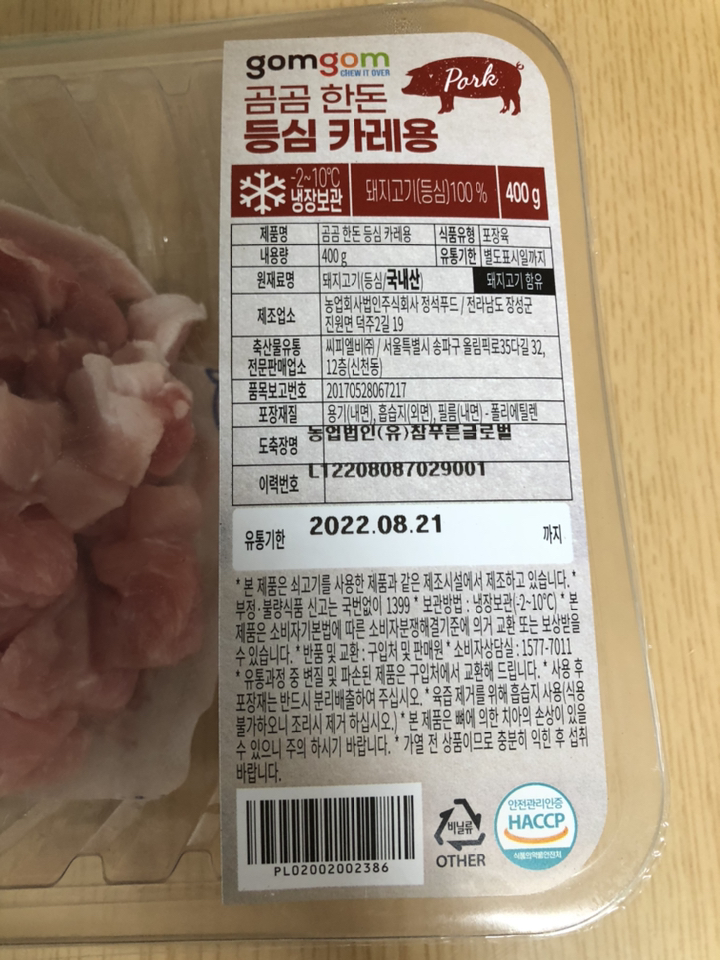 gomgom
CHEW IT OVER
Pork
곰곰 한돈
등심 카레용
-2~10℃
냉장보관
돼지고기(등심)100 %
400 g
제품명 곰곰 한돈 등심 카레용 식품유형 포장육
내용량 400 g 유통기한 별도표시일까지
원재료명 돼지고기(등심/국내산) 돼지고기 함유
제조업소 농업회사법인주식회사 정석푸드 / 전라남도 장성군
진원면 덕주2길 19
축산물유통
전문판매업소
씨피엘비㈜ / 서울특별시 송파구 올림픽로35다길 32,
12층(신천동)
품목보고번호 20170528067217
포장재질 용기(내면), 흡습지(외면), 필름(내면) - 폴리에틸렌
도축장명 농업법인(유)참푸른글로벌
이력번호 L12208087029001
유통기한 2022.08.21 까지
* 본 제품은 쇠고기를 사용한 제품과 같은 제조시설에서 제조하고 있습니다. *
부정·불량식품 신고는 국번없이 1399 * 보관방법 : 냉장보관(-2~10℃) * 본
제품은 소비자기본법에 따른 소비자분쟁해결기준에 의거 교환 또는 보상받을
수 있습니다. * 반품 및 교환 : 구입처 및 판매원 * 소비자상담실 : 1577-7011
* 유통과정 중 변질 및 파손된 제품은 구입처에서 교환해 드립니다. * 사용 후
포장재는 반드시 분리배출하여 주십시오. * 육즙 제거를 위해 흡습지 사용(식용
불가하오니 조리시 제거 하십시오.) * 본 제품은 뼈에 의한 치아의 손상이 있을
수 있으니 주의 하시기 바랍니다. * 가열 전 상품이므로 충분히 익힌 후 섭취
바랍니다.
PL02002002386
비닐류
OTHER
안전관리인증
HACCP
식품의약품안전처